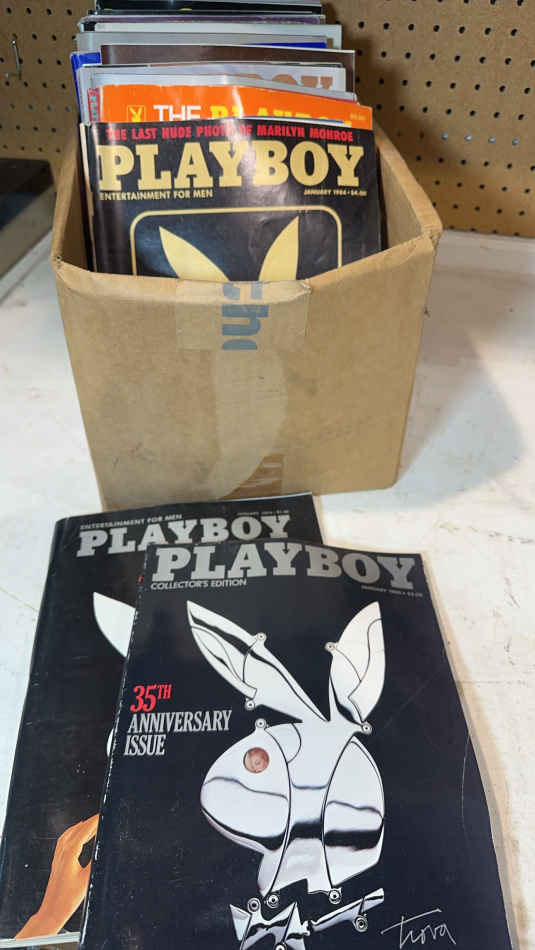 THE PLAYBOY
THE LAST NUDE PHOTOS OF MARILYN MONROE
PLAYBOY
ENTERTAINMENT FOR MEN
JANUARY 1984 • $4.00
ENTERTAINMENT FOR MEN
PLAYBOY
PLAYBOY
COLLECTOR'S EDITION
35TH
ANNIVERSARY
ISSUE
trova